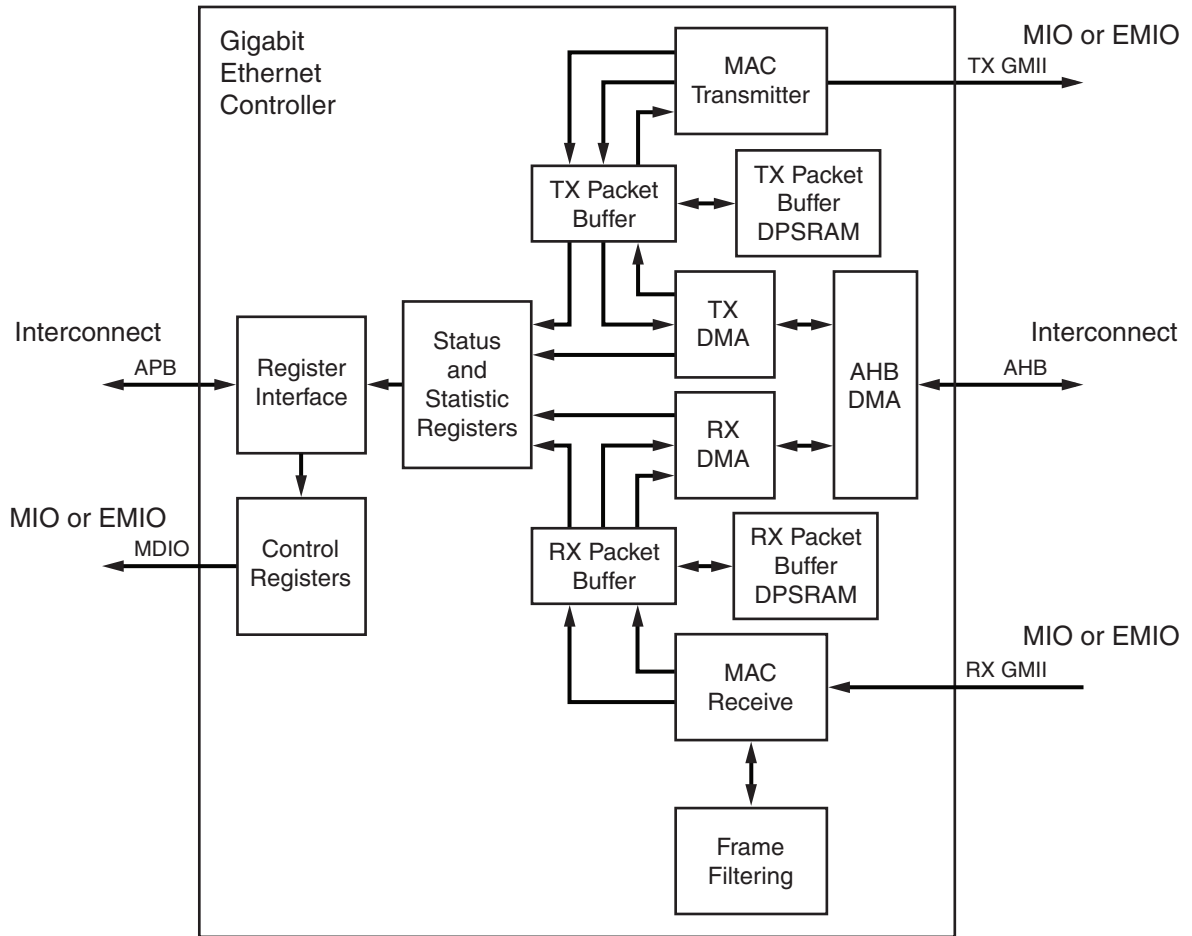 Gigabit
Ethernet
Controller
MIO or EMIO
TX GMII
MAC
Transmitter
TX Packet
Buffer
TX Packet
Buffer
DPSRAM
Interconnect
APB
Register
Interface
Status
and
Statistic
Registers
TX
DMA
RX
DMA
AHB
DMA
Interconnect
AHB
MIO or EMIO
MDIO
Control
Registers
RX Packet
Buffer
RX Packet
Buffer
DPSRAM
MAC
Receive
MIO or EMIO
RX GMII
Frame
Filtering